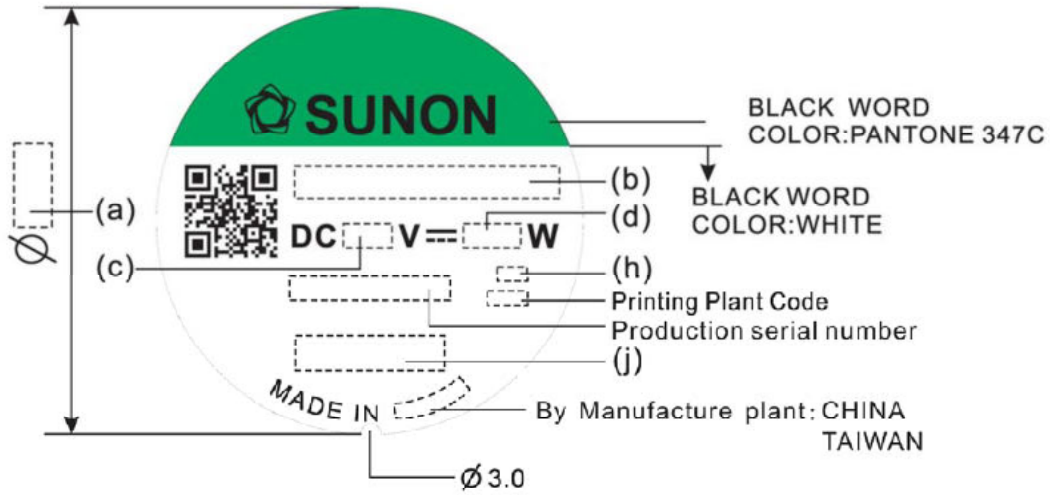 SUNON
BLACK WORD
COLOR:PANTONE 347C
(b)
BLACK WORD
COLOR:WHITE
(a)
Ø
(d)
DC V W
(c)
(h)
Printing Plant Code
Production serial number
(j)
MADE IN
By Manufacture plant: CHINA
TAIWAN
Ø 3.0